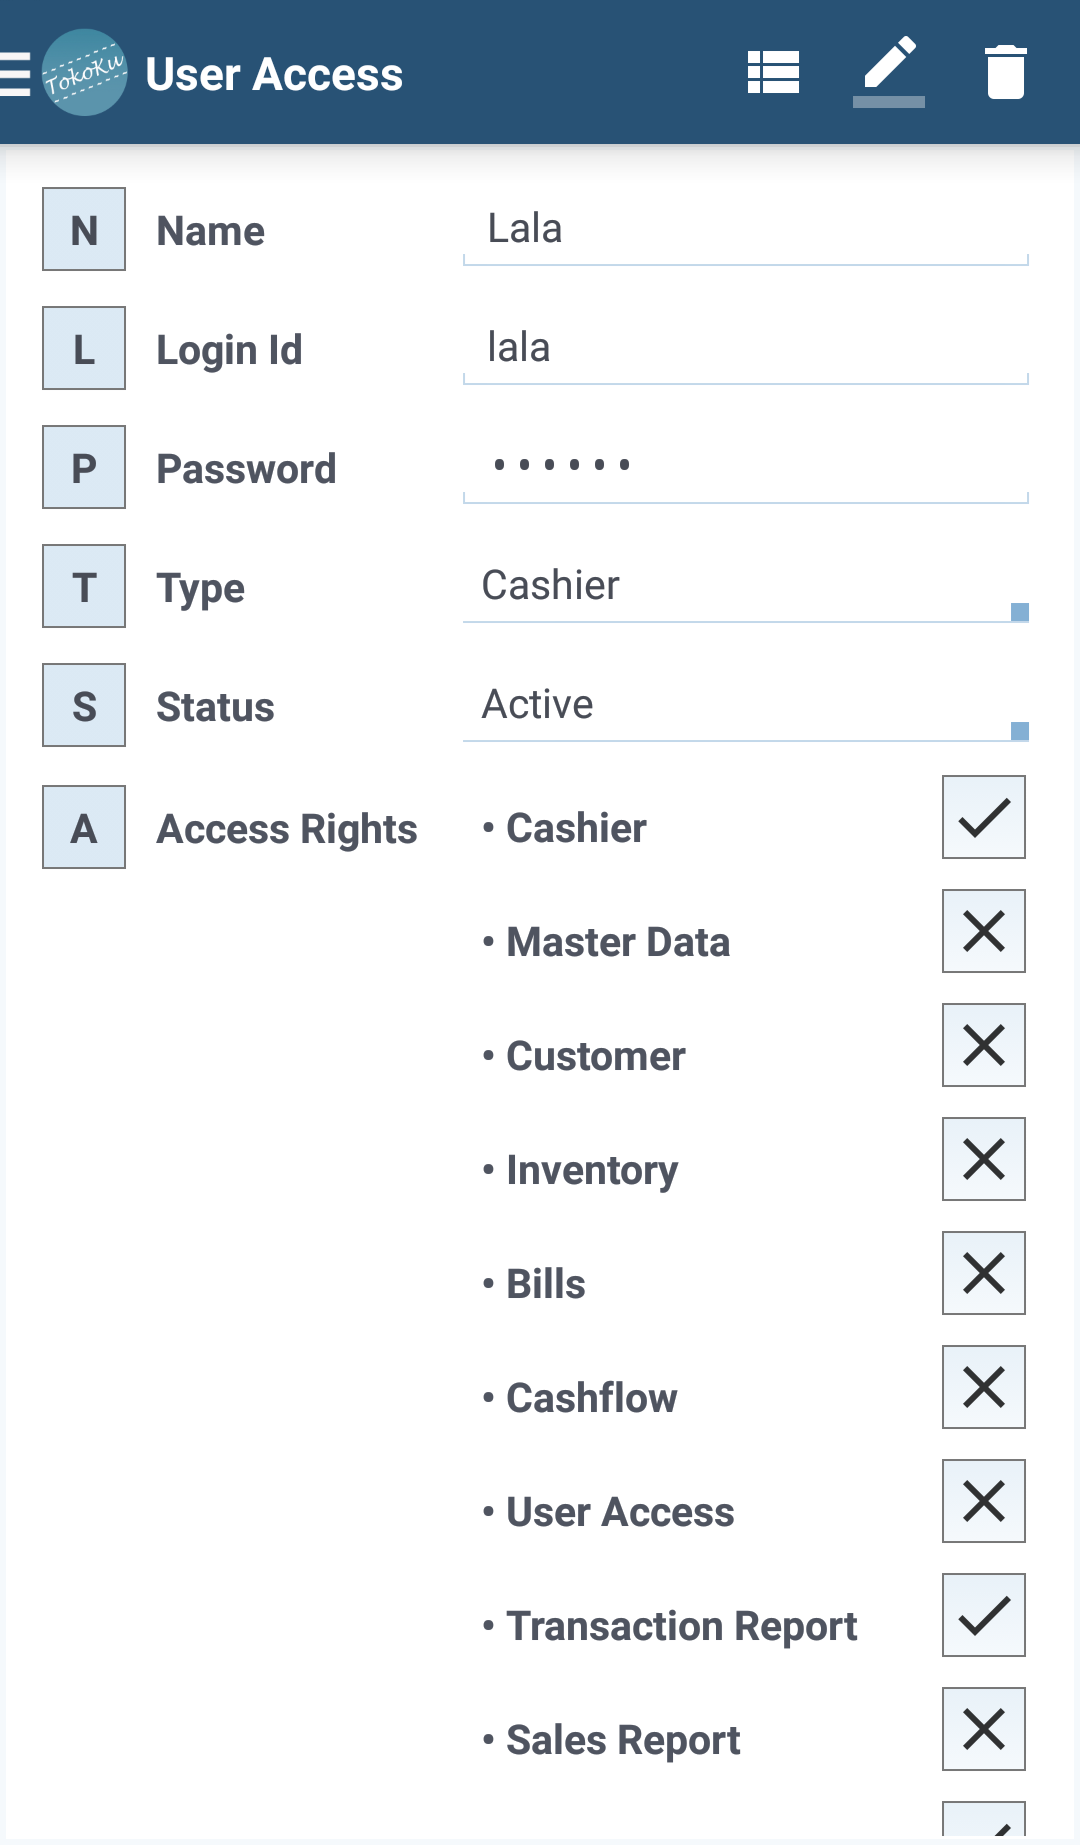 TokoKu User Access
N Name Lala
L Login Id lala
P Password ••••••
T Type Cashier
S Status Active
A Access Rights • Cashier
• Master Data
• Customer
• Inventory
• Bills
• Cashflow
• User Access
• Transaction Report
• Sales Report